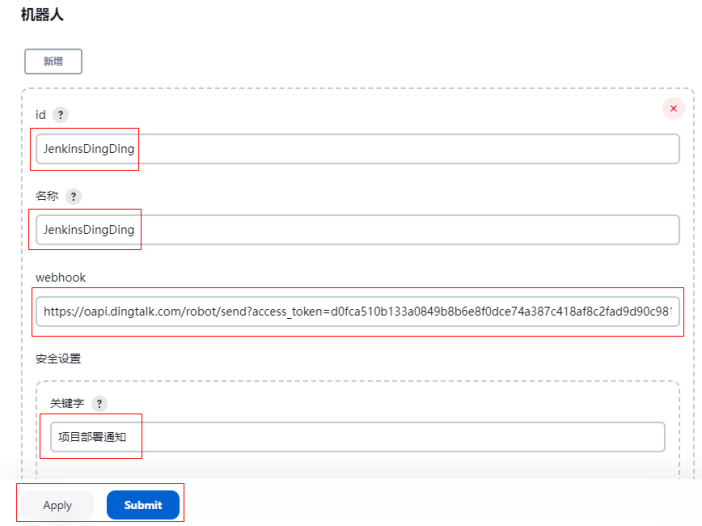 机器人
新增
id ?
JenkinsDingDing
名称 ?
JenkinsDingDing
webhook
https://oapi.dingtalk.com/robot/send?access_token=d0fca510b133a0849b8b6e8f0dce74a387c418af8c2fad9d90c981
安全设置
关键字 ?
项目部署通知
Apply Submit